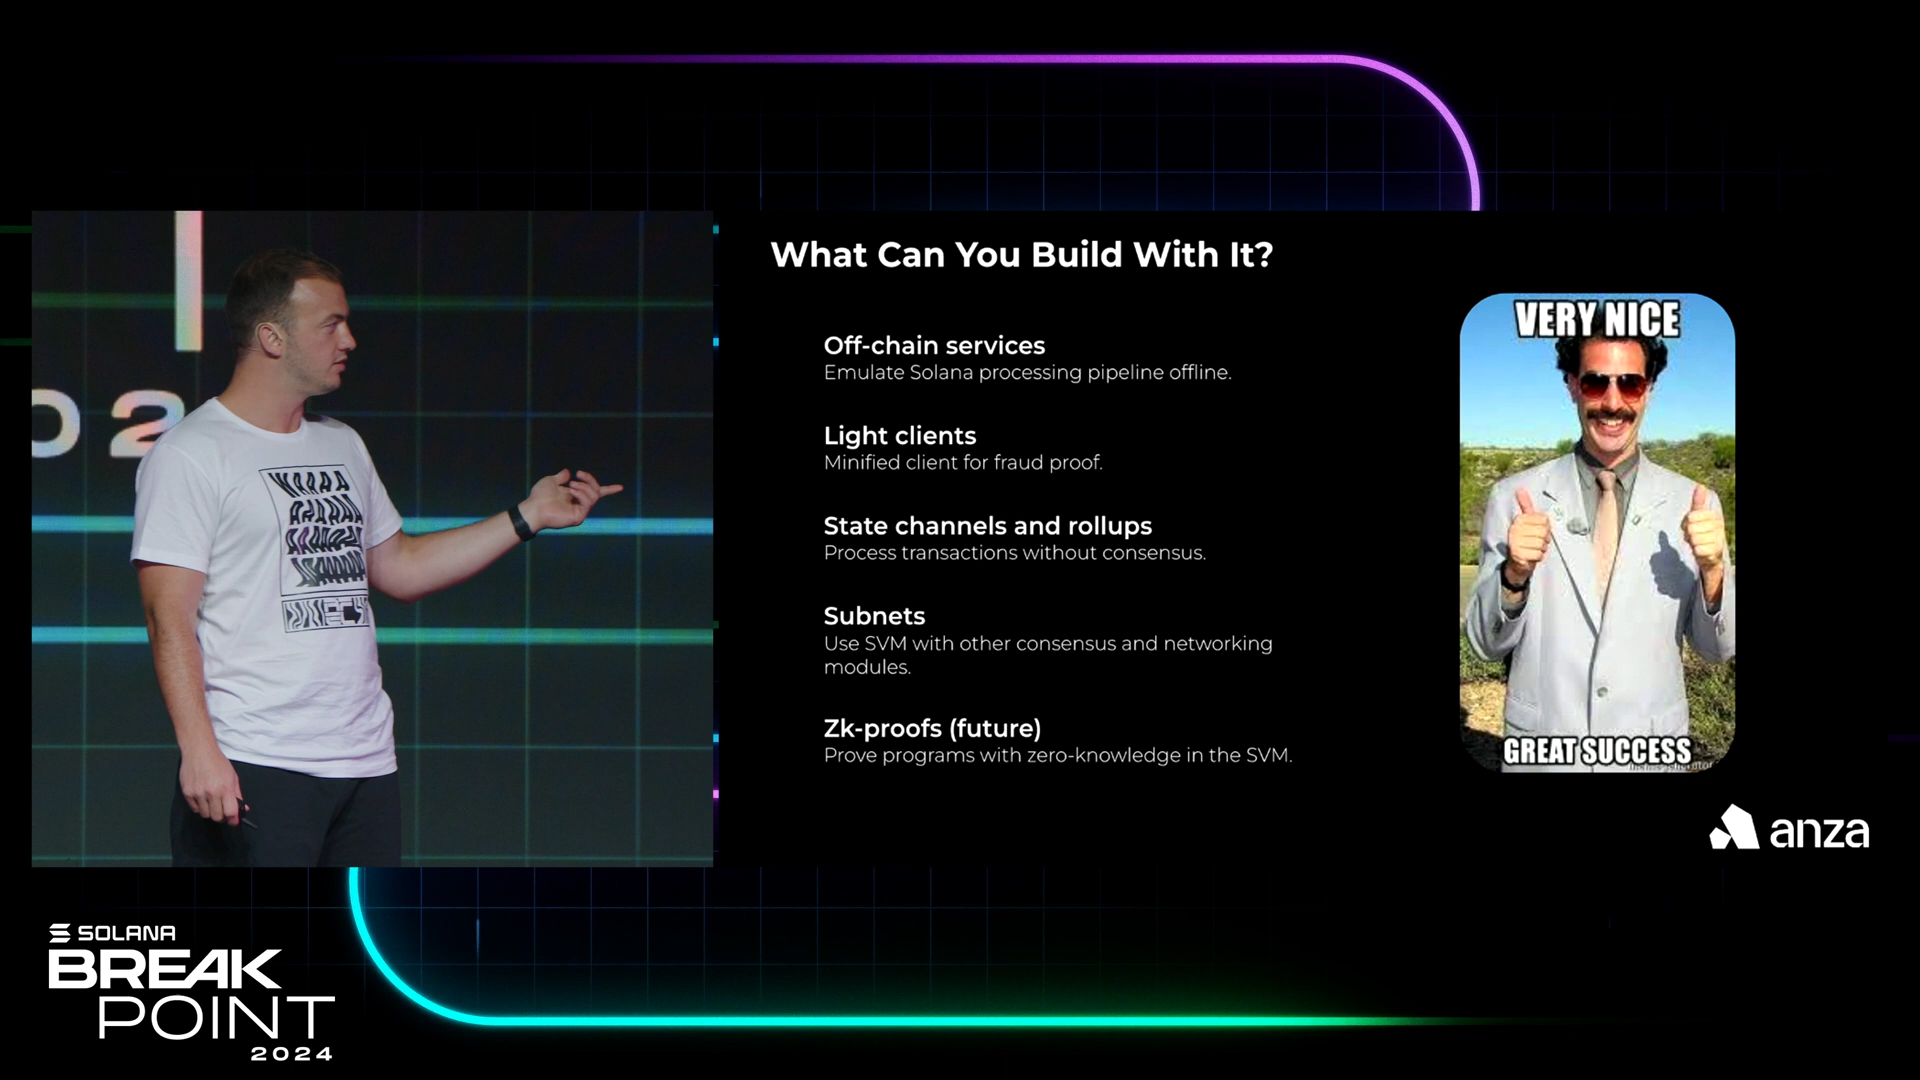 What Can You Build With It?
Off-chain services
Emulate Solana processing pipeline offline.
Light clients
Minified client for fraud proof.
State channels and rollups
Process transactions without consensus.
Subnets
Use SVM with other consensus and networking
modules.
Zk-proofs (future)
Prove programs with zero-knowledge in the SVM.
VERY NICE
GREAT SUCCESS
anza
02
SOLANA
BREAK
POINT
2024